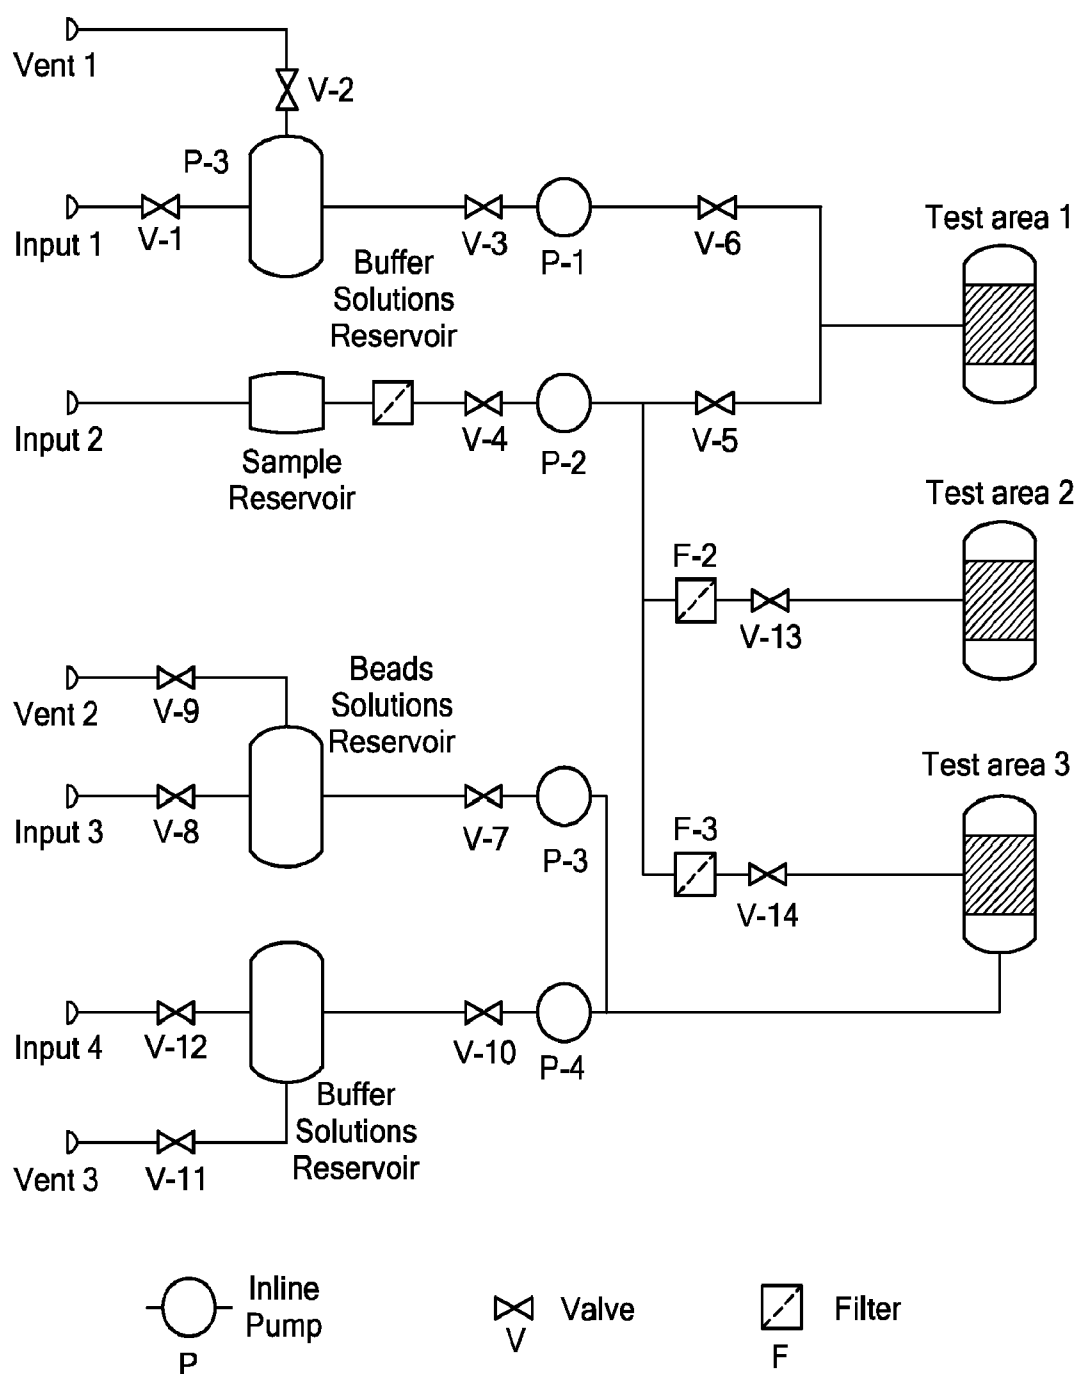 Vent 1
V-2
P-3
Input 1
V-1
Buffer
Solutions
Reservoir
V-3
P-1
V-6
Test area 1
Input 2
Sample
Reservoir
V-4
P-2
V-5
Test area 2
F-2
V-13
Vent 2
V-9
Beads
Solutions
Reservoir
Input 3
V-8
V-7
P-3
Test area 3
F-3
V-14
Input 4
V-12
V-10
P-4
Buffer
Solutions
Reservoir
Vent 3
V-11
Inline
Pump
P
Valve
V
Filter
F